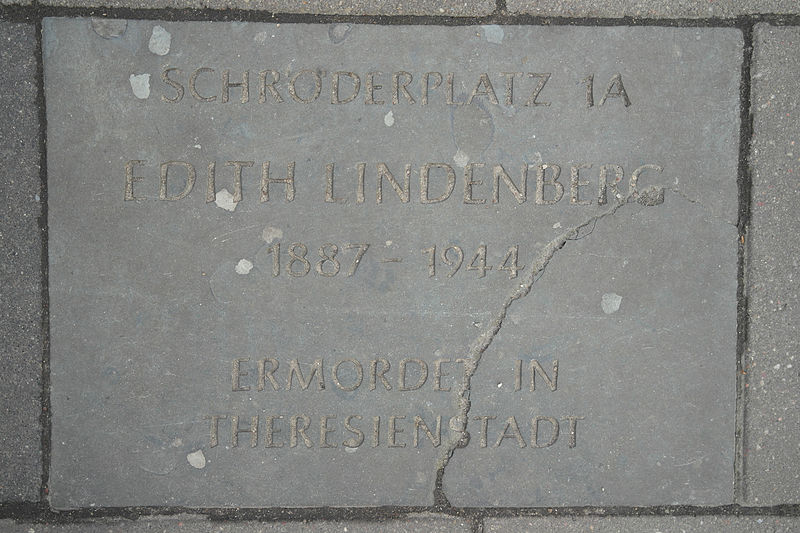 SCHRÖDERPLATZ 1A
EDITH LINDENBERG
1887 - 1944
ERMORDET IN
THERESIENSTADT